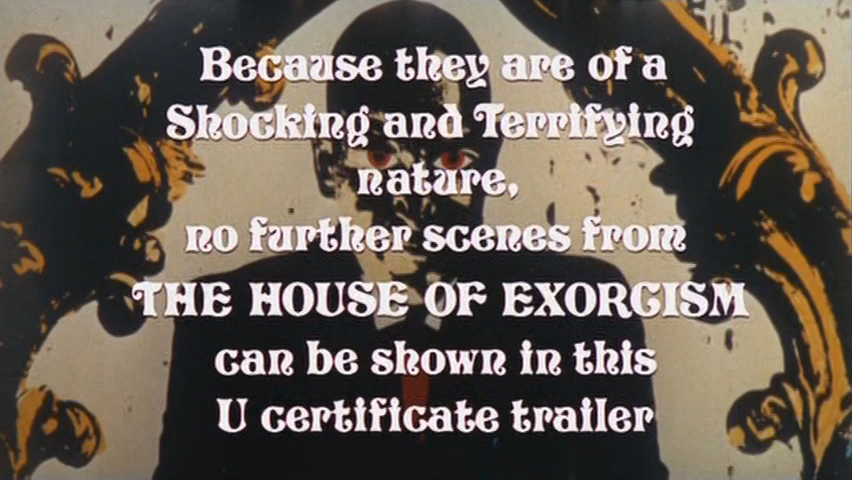 Because they are of a
Shocking and Terrifying
nature,
no further scenes from
THE HOUSE OF EXORCISM
can be shown in this
U certificate trailer